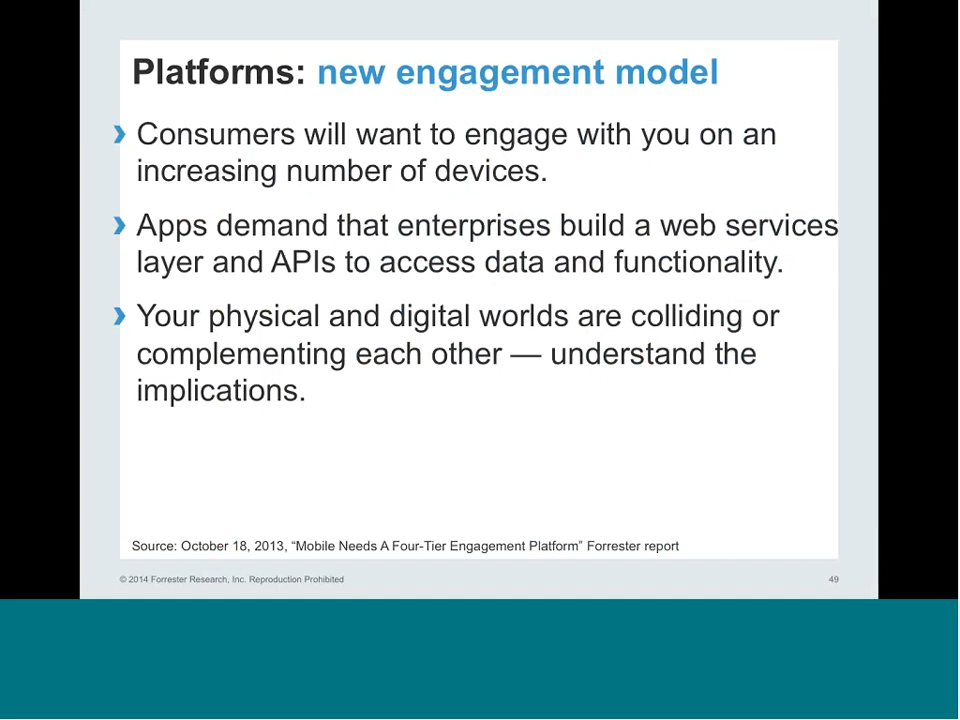 Platforms: new engagement model
› Consumers will want to engage with you on an
increasing number of devices.
› Apps demand that enterprises build a web services
layer and APIs to access data and functionality.
› Your physical and digital worlds are colliding or
complementing each other — understand the
implications.
Source: October 18, 2013, “Mobile Needs A Four-Tier Engagement Platform” Forrester report
© 2014 Forrester Research, Inc. Reproduction Prohibited 49